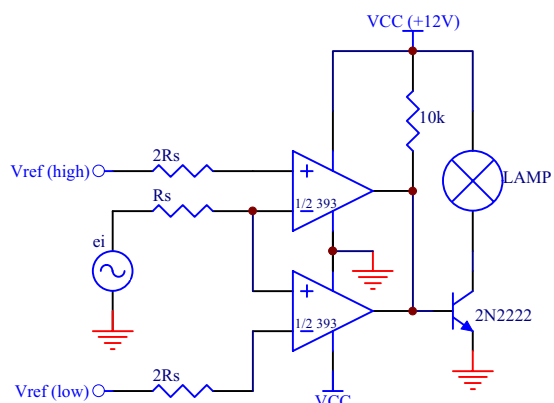 VCC (+12V)
10k
2Rs
Vref (high)
+
LAMP
Rs
1/2 393
−
ei
+
1/2 393
−
2N2222
2Rs
Vref (low)
VCC